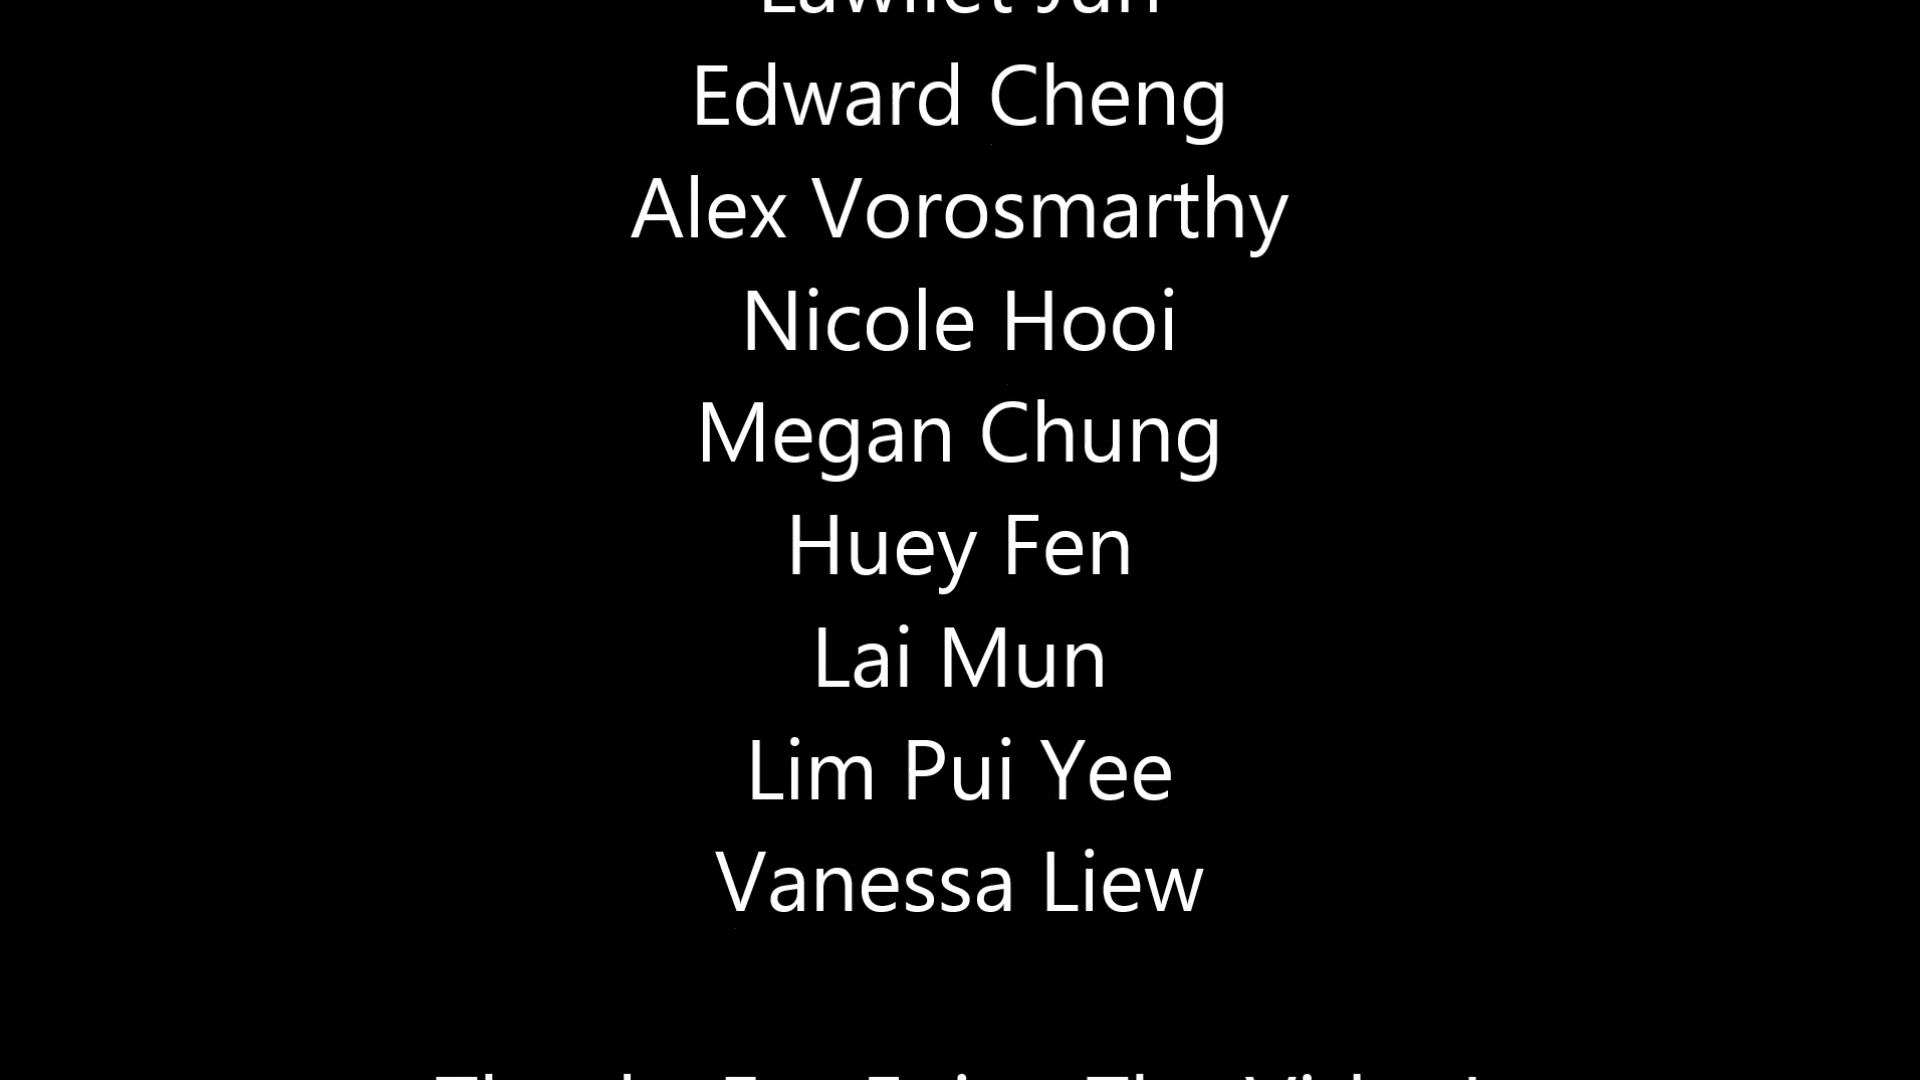 Edward Cheng
Alex Vorosmarthy
Nicole Hooi
Megan Chung
Huey Fen
Lai Mun
Lim Pui Yee
Vanessa Liew